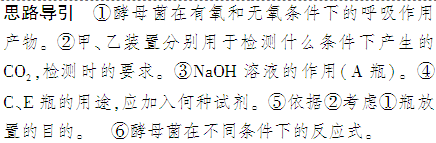 思路导引 ①酵母菌在有氧和无氧条件下的呼吸作用
产物。②甲、乙装置分别用于检测什么条件下产生的
CO₂,检测时的要求。③NaOH 溶液的作用(A 瓶)。④
C、E 瓶的用途,应加入何种试剂。⑤依据②考虑①瓶放
置的目的。 ⑥酵母菌在不同条件下的反应式。